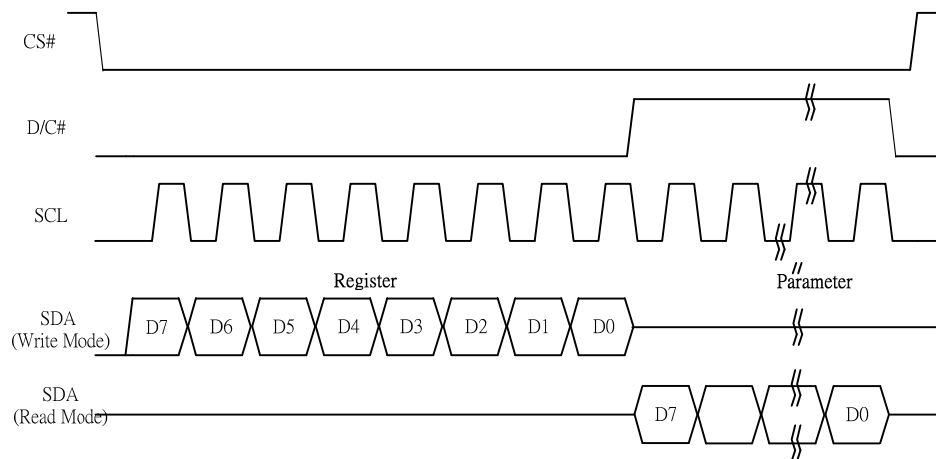 CS#
D/C#
SCL
Register
Parameter
SDA
(Write Mode)
D7 D6 D5 D4 D3 D2 D1 D0
SDA
(Read Mode)
D7 D0